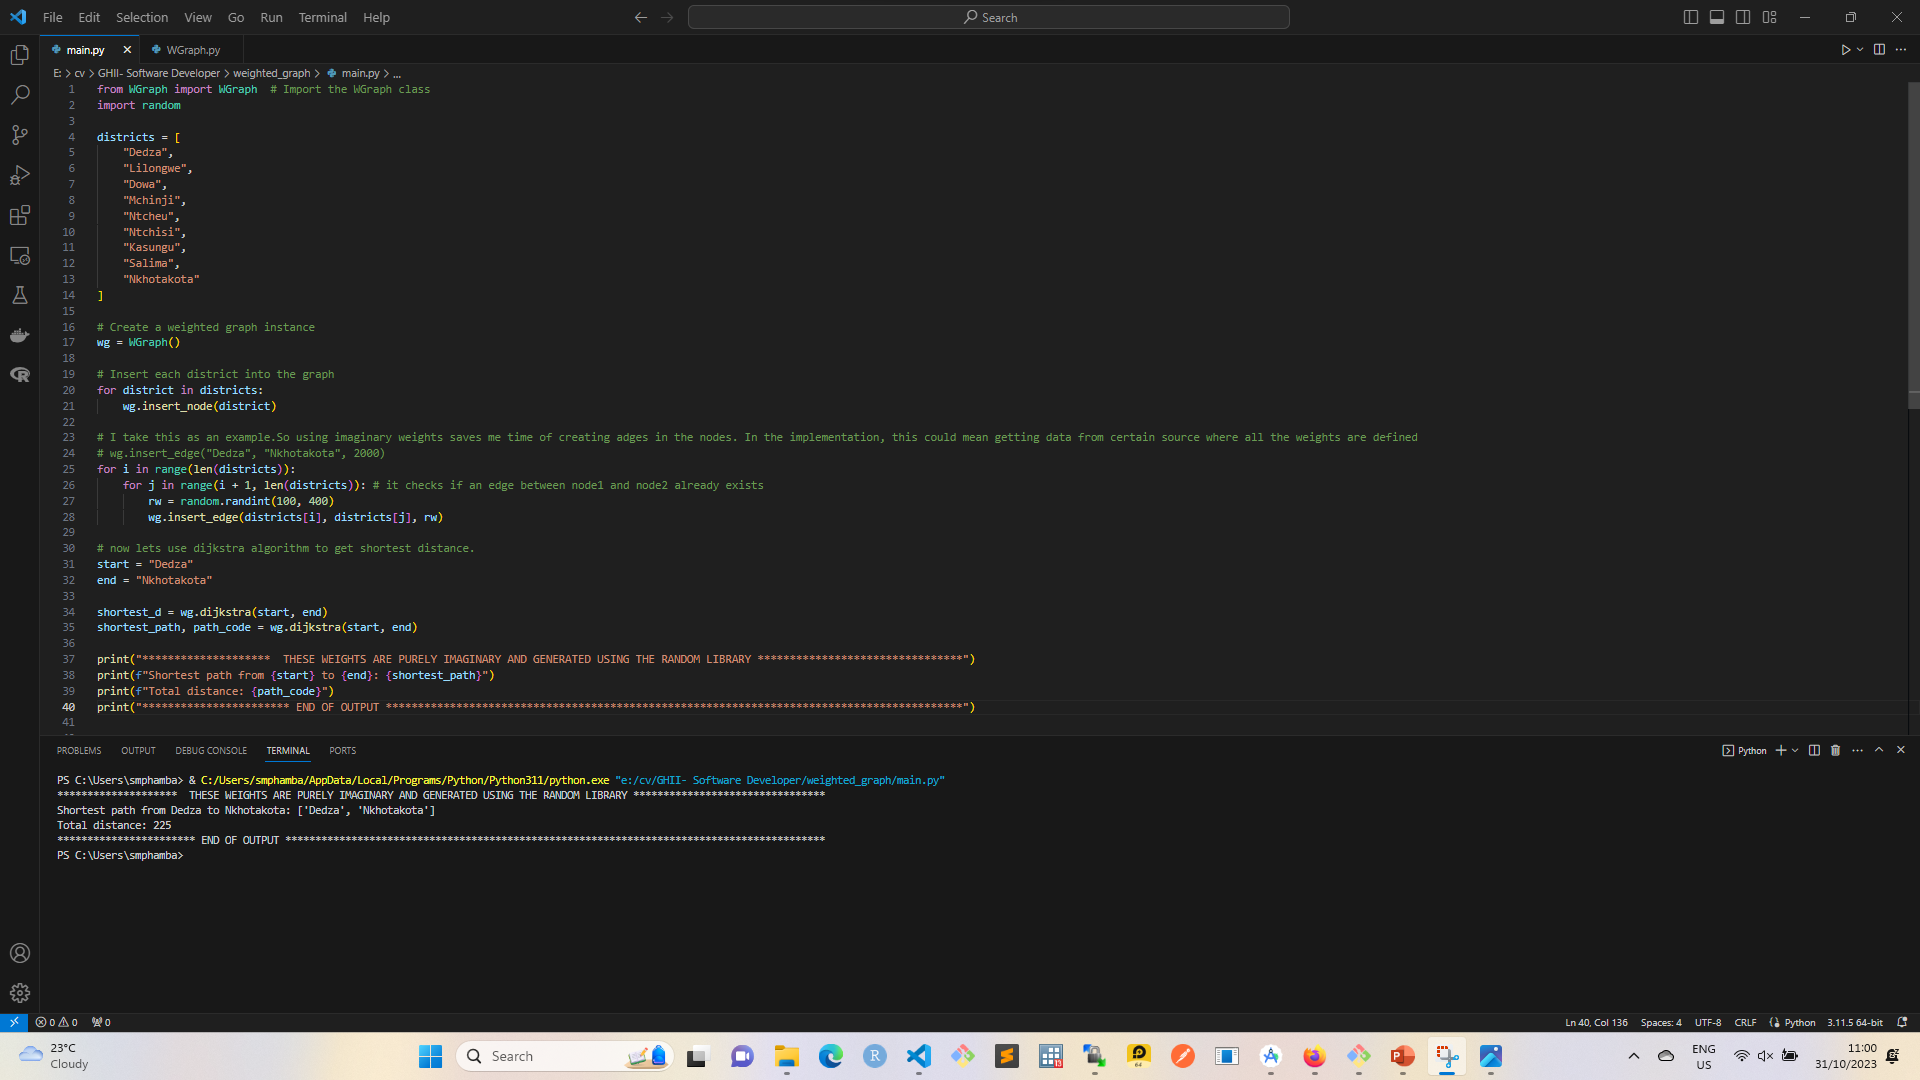 File Edit Selection View Go Run Terminal Help
Search
main.py
WGraph.py
E: > cv > GHII- Software Developer > weighted_graph > main.py > ...
1 from WGraph import WGraph  # Import the WGraph class
2 import random
3
4 districts = [
5     "Dedza",
6     "Lilongwe",
7     "Dowa",
8     "Mchinji",
9     "Ntcheu",
10     "Ntchisi",
11     "Kasungu",
12     "Salima",
13     "Nkhotakota"
14 ]
15
16 # Create a weighted graph instance
17 wg = WGraph()
18
19 # Insert each district into the graph
20 for district in districts:
21     wg.insert_node(district)
22
23 # I take this as an example.So using imaginary weights saves me time of creating adges in the nodes. In the implementation, this could mean getting data from certain source where all the weights are defined
24 # wg.insert_edge("Dedza", "Nkhotakota", 2000)
25 for i in range(len(districts)):
26     for j in range(i + 1, len(districts)): # it checks if an edge between node1 and node2 already exists
27         rw = random.randint(100, 400)
28         wg.insert_edge(districts[i], districts[j], rw)
29
30 # now lets use dijkstra algorithm to get shortest distance.
31 start = "Dedza"
32 end = "Nkhotakota"
33
34 shortest_d = wg.dijkstra(start, end)
35 shortest_path, path_code = wg.dijkstra(start, end)
36
37 print("********************  THESE WEIGHTS ARE PURELY IMAGINARY AND GENERATED USING THE RANDOM LIBRARY ********************************")
38 print(f"Shortest path from {start} to {end}: {shortest_path}")
39 print(f"Total distance: {path_code}")
40 print("*********************** END OF OUTPUT ******************************************************************************************")
41
PROBLEMS OUTPUT DEBUG CONSOLE TERMINAL PORTS
Python
PS C:\Users\smphamba> & C:/Users/smphamba/AppData/Local/Programs/Python/Python311/python.exe "e:/cv/GHII- Software Developer/weighted_graph/main.py"
********************  THESE WEIGHTS ARE PURELY IMAGINARY AND GENERATED USING THE RANDOM LIBRARY ********************************
Shortest path from Dedza to Nkhotakota: ['Dedza', 'Nkhotakota']
Total distance: 225
*********************** END OF OUTPUT ******************************************************************************************
PS C:\Users\smphamba>
0 0 0
Ln 40, Col 136 Spaces: 4 UTF-8 CRLF Python 3.11.5 64-bit
23°C
Cloudy
Search
ENG
US
11:00
31/10/2023